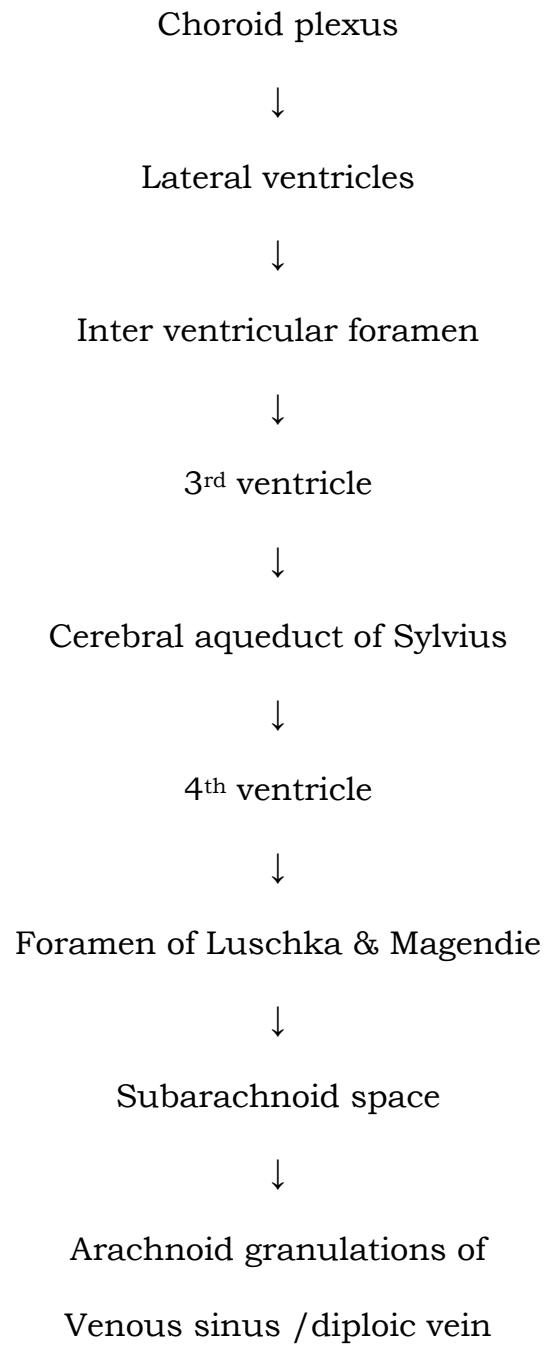 Choroid plexus
↓
Lateral ventricles
↓
Inter ventricular foramen
↓
3rd ventricle
↓
Cerebral aqueduct of Sylvius
↓
4th ventricle
↓
Foramen of Luschka & Magendie
↓
Subarachnoid space
↓
Arachnoid granulations of
Venous sinus /diploic vein